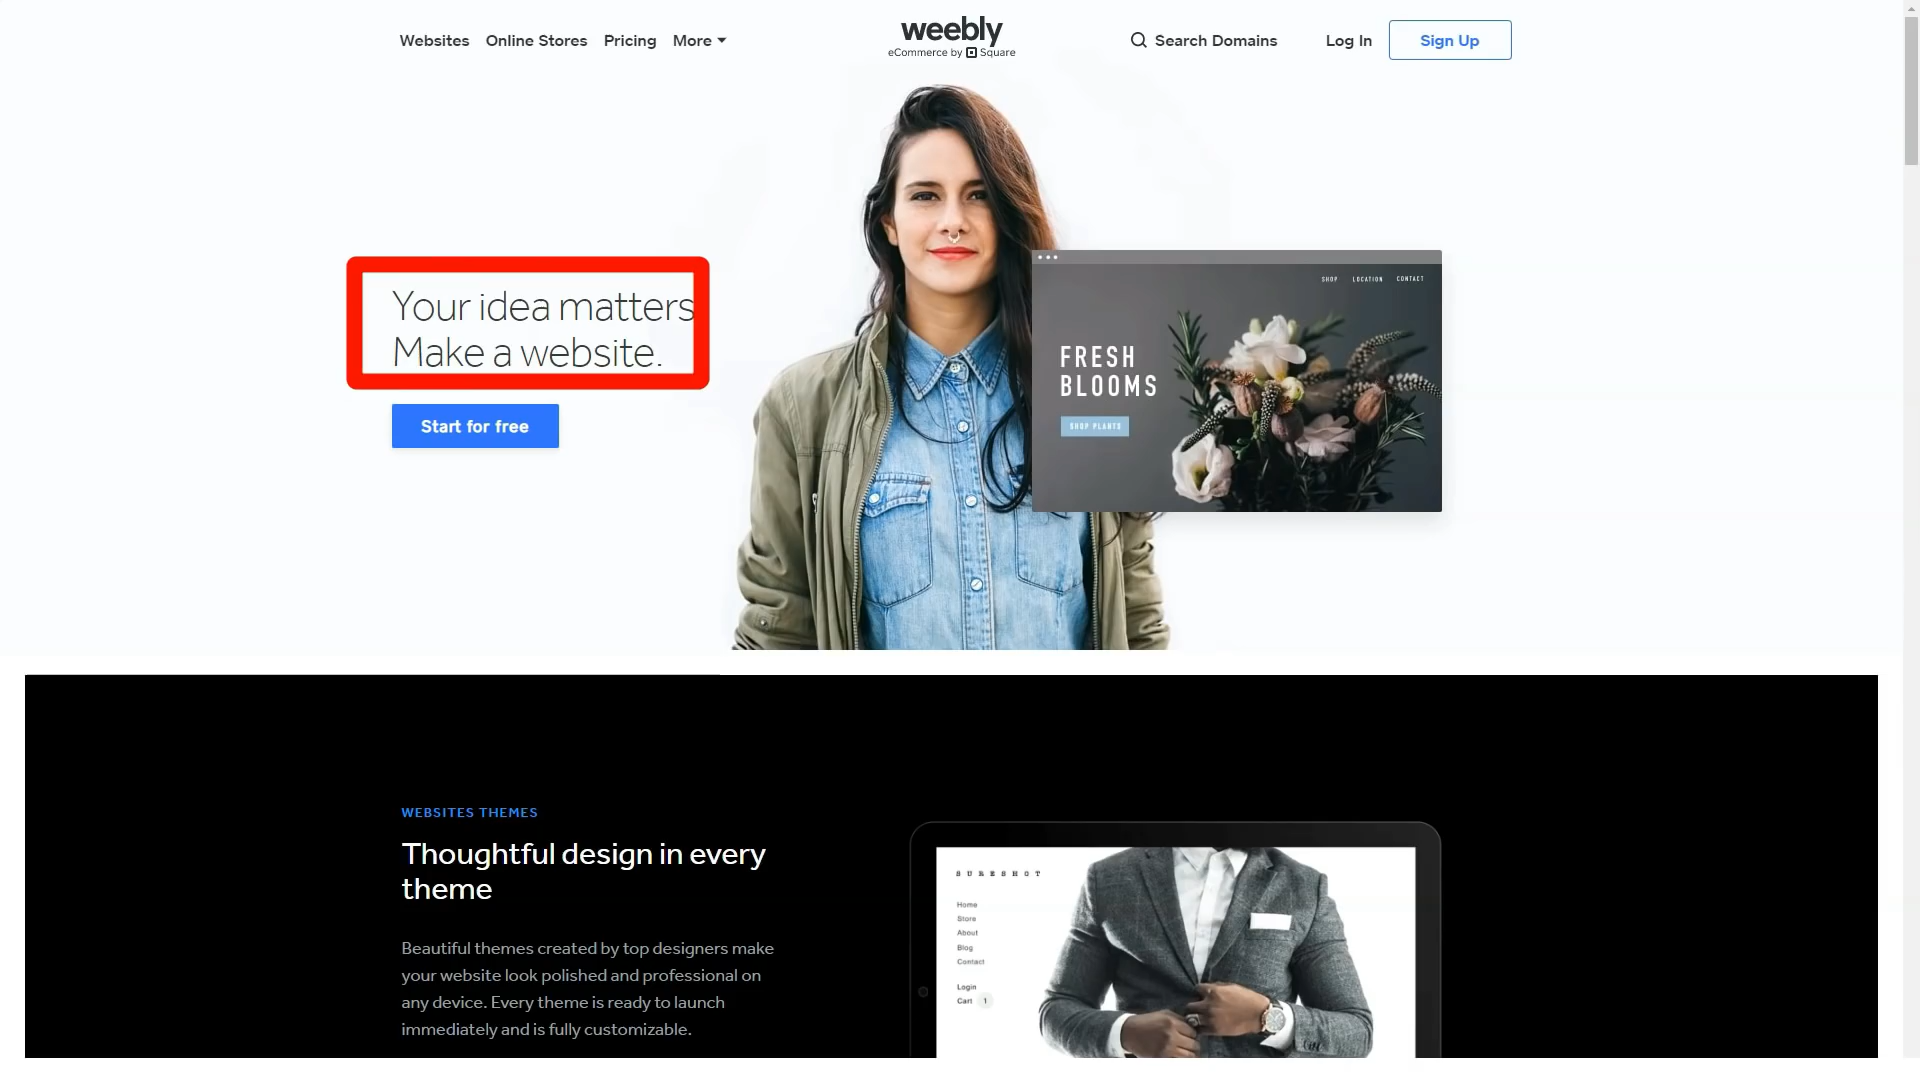 Websites Online Stores Pricing More
weebly
eCommerce by Square
Search Domains
Log In
Sign Up
Your idea matters
Make a website.
Start for free
SHOP LOCATION CONTACT
FRESH
BLOOMS
SHOP PLANTS
WEBSITES THEMES
Thoughtful design in every
theme
Beautiful themes created by top designers make
your website look polished and professional on
any device. Every theme is ready to launch
immediately and is fully customizable.
SURESHOT
Home
Store
About
Blog
Contact
Login
Cart 1